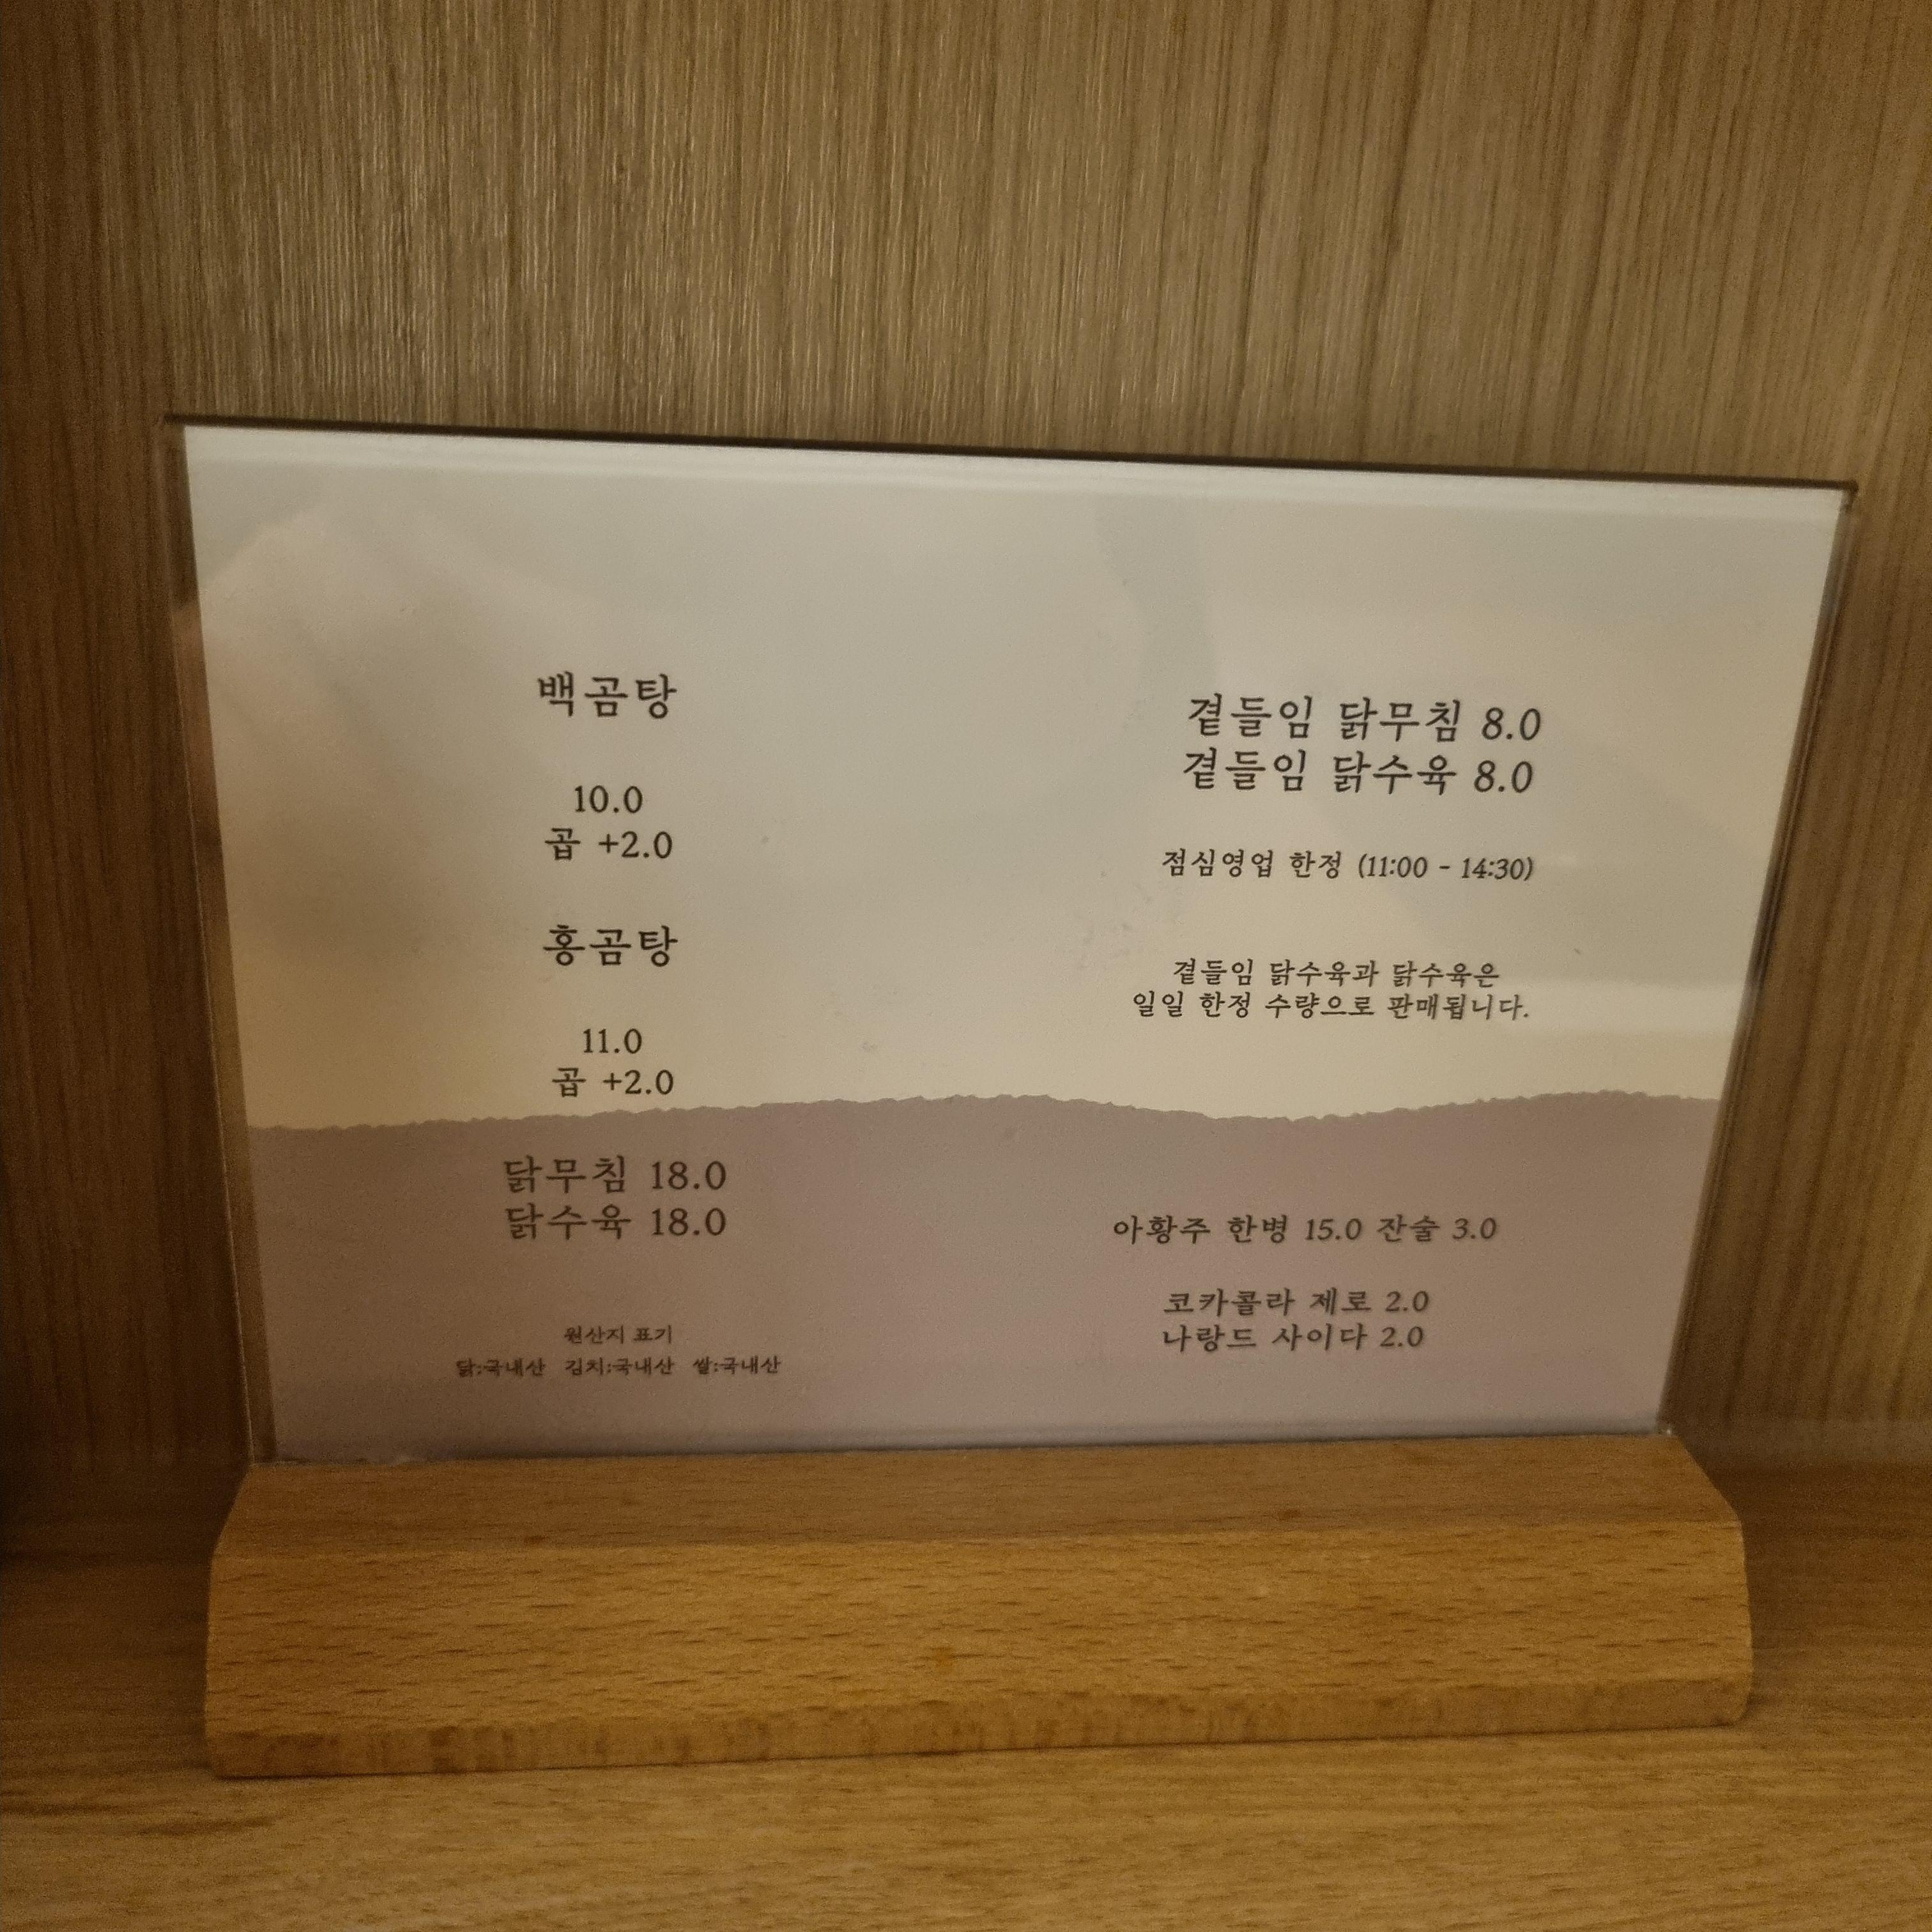 백곰탕
10.0
곱 +2.0
홍곰탕
11.0
곱 +2.0
닭무침 18.0
닭수육 18.0
원산지 표기
닭:국내산 김치:국내산 쌀:국내산
곁들임 닭무침 8.0
곁들임 닭수육 8.0
점심영업 한정 (11:00 - 14:30)
곁들임 닭수육과 닭수육은
일일 한정 수량으로 판매됩니다.
아황주 한병 15.0 잔술 3.0
코카콜라 제로 2.0
나랑드 사이다 2.0